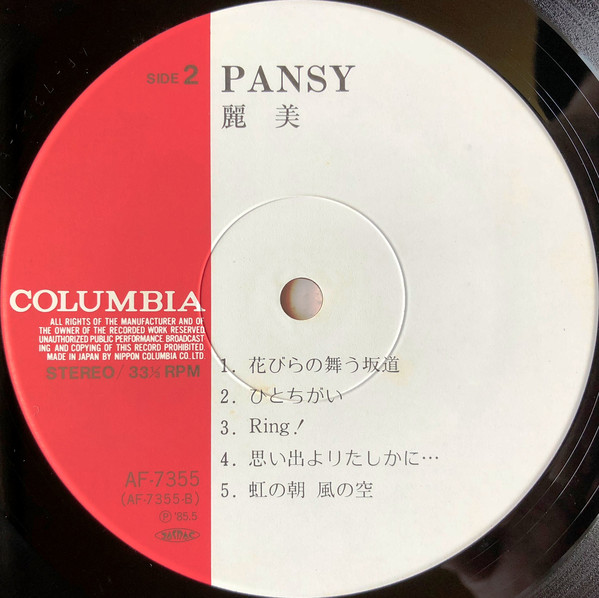 SIDE 2
PANSY
麗 美
COLUMBIA
ALL RIGHTS OF THE MANUFACTURER AND OF
THE OWNER OF THE RECORDED WORK RESERVED
UNAUTHORIZED PUBLIC PERFORMANCE BROADCAST
ING AND COPYING OF THIS RECORD PROHIBITED.
MADE IN JAPAN BY NIPPON COLUMBIA CO. LTD.
STEREO/33⅓ RPM
1. 花びらの舞う坂道
2. ひとちがい
3. Ring!
4. 思い出よりたしかに…
5. 虹の朝 風の空
AF-7355
(AF-7355-B)
Ⓟ '85.5